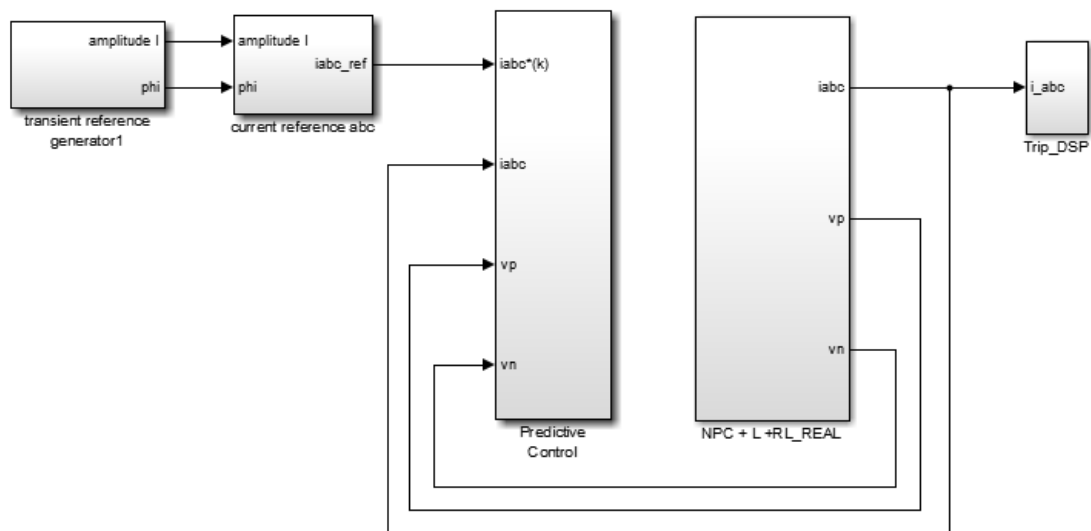 amplitude I
phi
transient reference
generator1
amplitude I
phi
iabc_ref
current reference abc
iabc*(k)
iabc
vp
vn
Predictive
Control
iabc
vp
vn
NPC + L +RL_REAL
i_abc
Trip_DSP